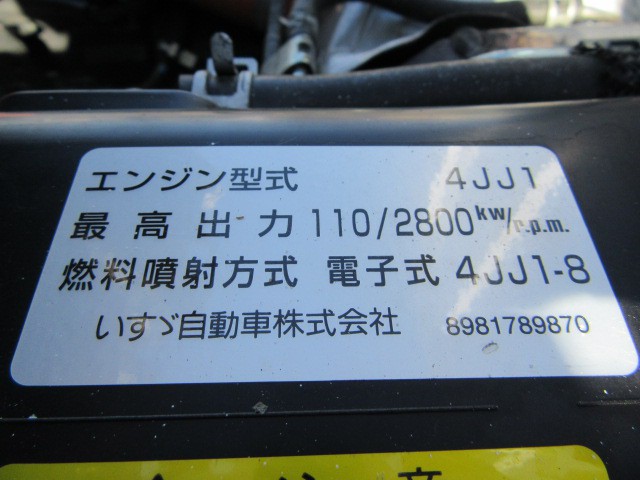 エンジン型式 4JJ1
最高出力 110/2800 kW/r.p.m.
燃料噴射方式 電子式 4JJ1-8
いすゞ自動車株式会社 8981789870